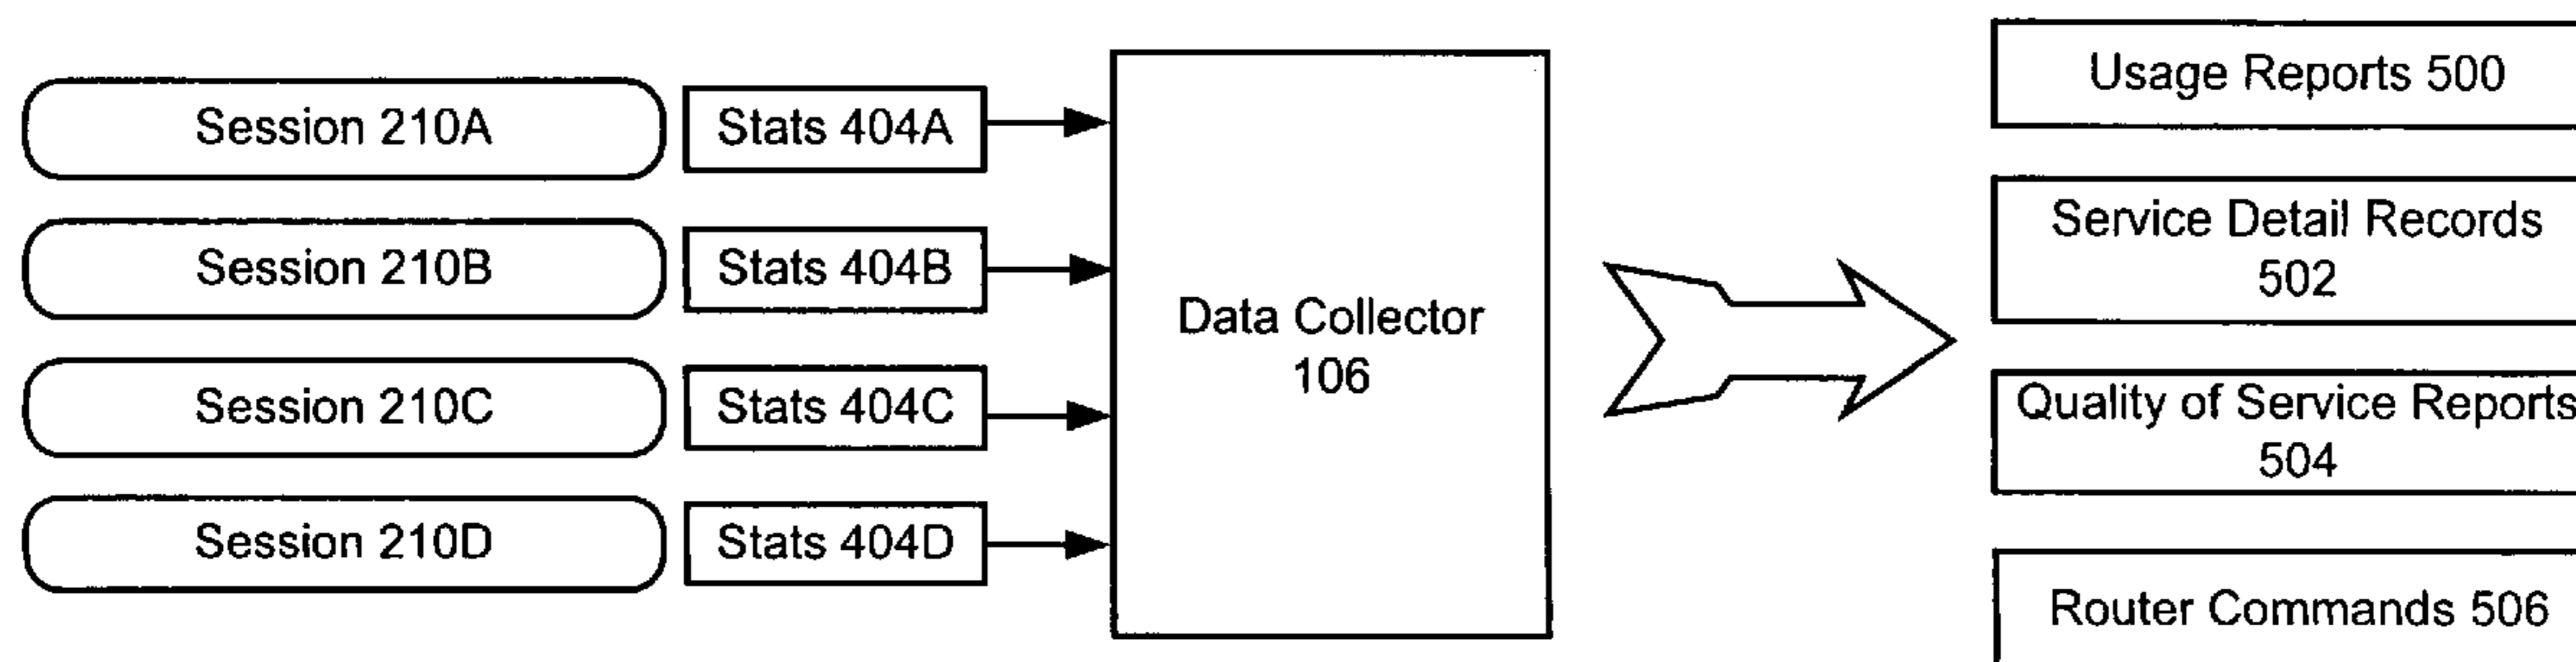 Session 210A
Stats 404A
Session 210B
Stats 404B
Session 210C
Stats 404C
Session 210D
Stats 404D
Data Collector
106
Usage Reports 500
Service Detail Records
502
Quality of Service Reports
504
Router Commands 506